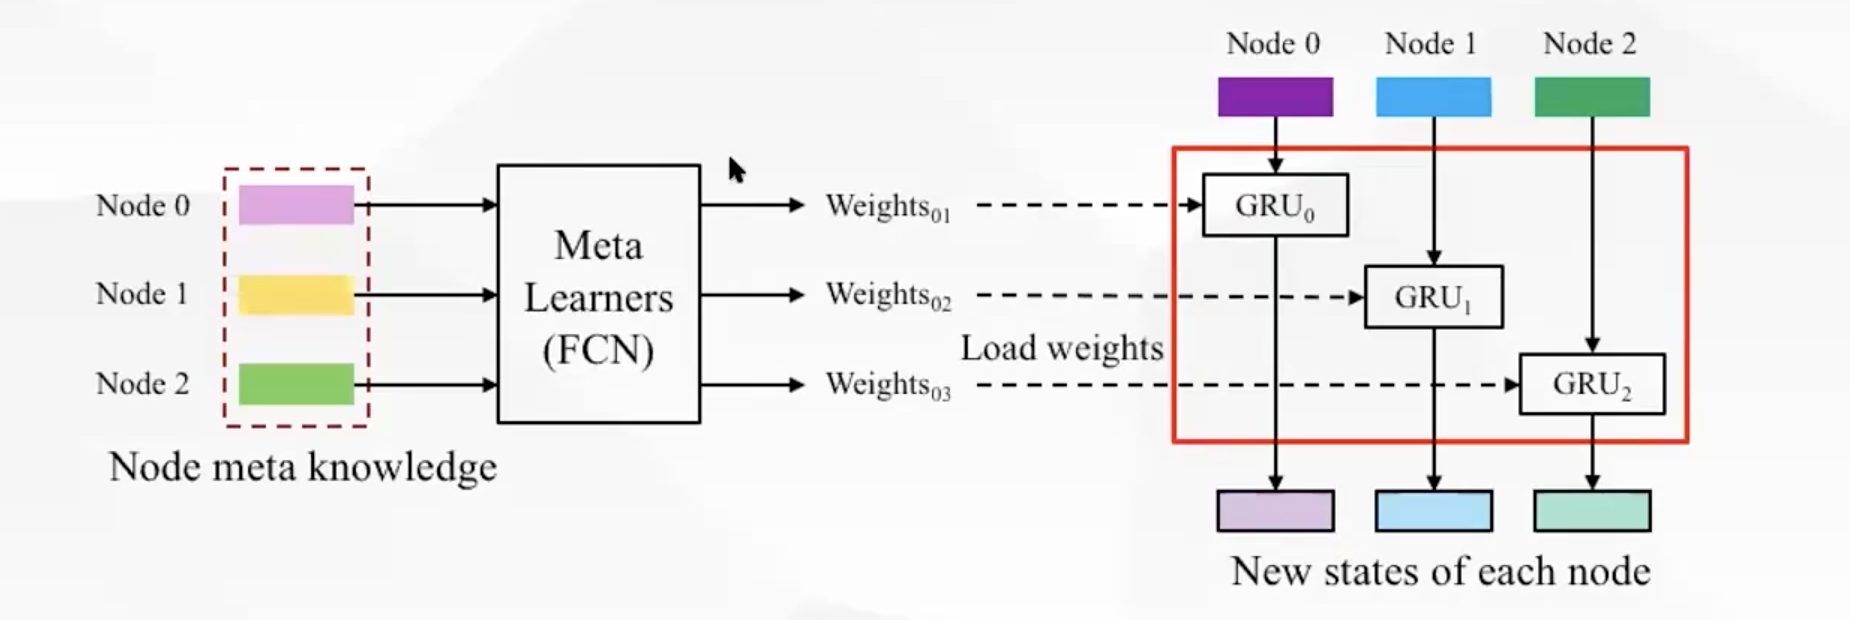 Node 0
Node 1
Node 2
Node meta knowledge
Meta
Learners
(FCN)
Weights01
Weights02
Weights03
Load weights
Node 0
Node 1
Node 2
GRU0
GRU1
GRU2
New states of each node